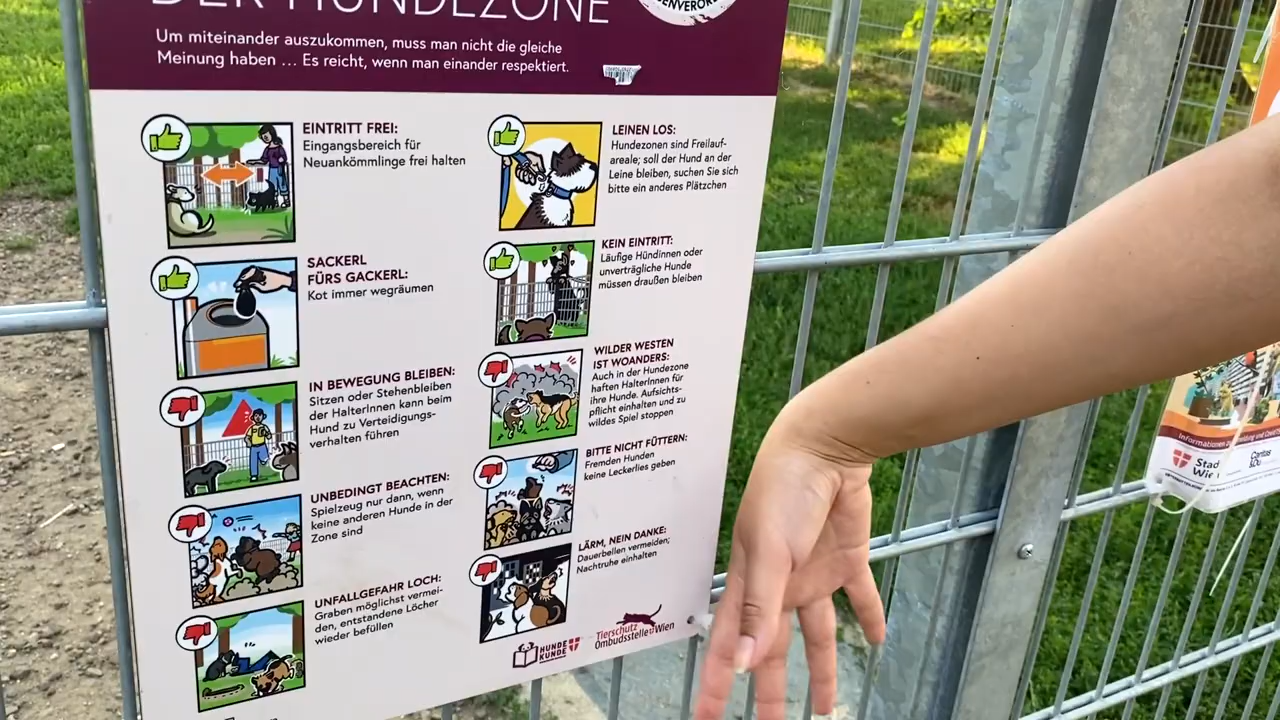 DER HUNDEZONE
Um miteinander auszukommen, muss man nicht die gleiche
Meinung haben ... Es reicht, wenn man einander respektiert.
EINTRITT FREI:
Eingangsbereich für
Neuankömmlinge frei halten
SACKERL
FÜRS GACKERL:
Kot immer wegräumen
IN BEWEGUNG BLEIBEN:
Sitzen oder Stehenbleiben
der HalterInnen kann beim
Hund zu Verteidigungs-
verhalten führen
UNBEDINGT BEACHTEN:
Spielzeug nur dann, wenn
keine anderen Hunde in der
Zone sind
UNFALLGEFAHR LOCH:
Graben möglichst vermei-
den, entstandene Löcher
wieder befüllen
LEINEN LOS:
Hundezonen sind Freilauf-
areale; soll der Hund an der
Leine bleiben, suchen Sie sich
bitte ein anderes Plätzchen
KEIN EINTRITT:
Läufige Hündinnen oder
unverträgliche Hunde
müssen draußen bleiben
WILDER WESTEN
IST WOANDERS:
Auch in der Hundezone
haften HalterInnen für
ihre Hunde. Aufsichts-
pflicht einhalten und zu
wildes Spiel stoppen
BITTE NICHT FÜTTERN:
Fremden Hunden
keine Leckerlies geben
LÄRM, NEIN DANKE:
Dauerbellen vermeiden;
Nachtruhe einhalten
HUNDE
KUNDE
Tierschutz
Ombudsstelle Wien
Informationen
Stad
Wie
Caritas
&Du